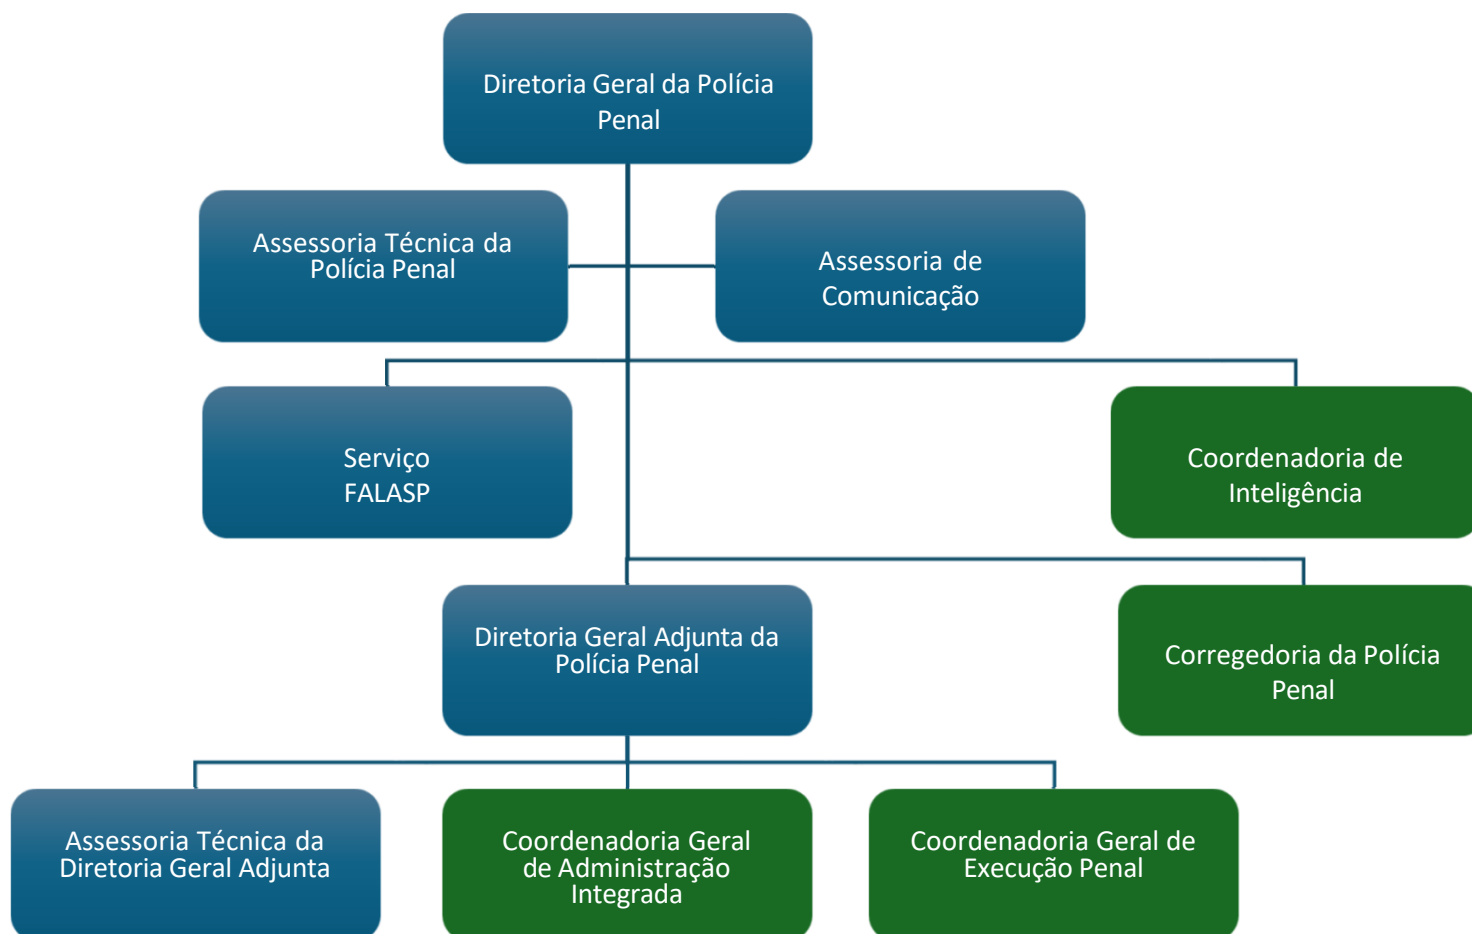 Diretoria Geral da Polícia
Penal
Assessoria Técnica da
Polícia Penal
Assessoria de
Comunicação
Serviço
FALASP
Coordenadoria de
Inteligência
Diretoria Geral Adjunta da
Polícia Penal
Corregedoria da Polícia
Penal
Assessoria Técnica da
Diretoria Geral Adjunta
Coordenadoria Geral
de Administração
Integrada
Coordenadoria Geral de
Execução Penal